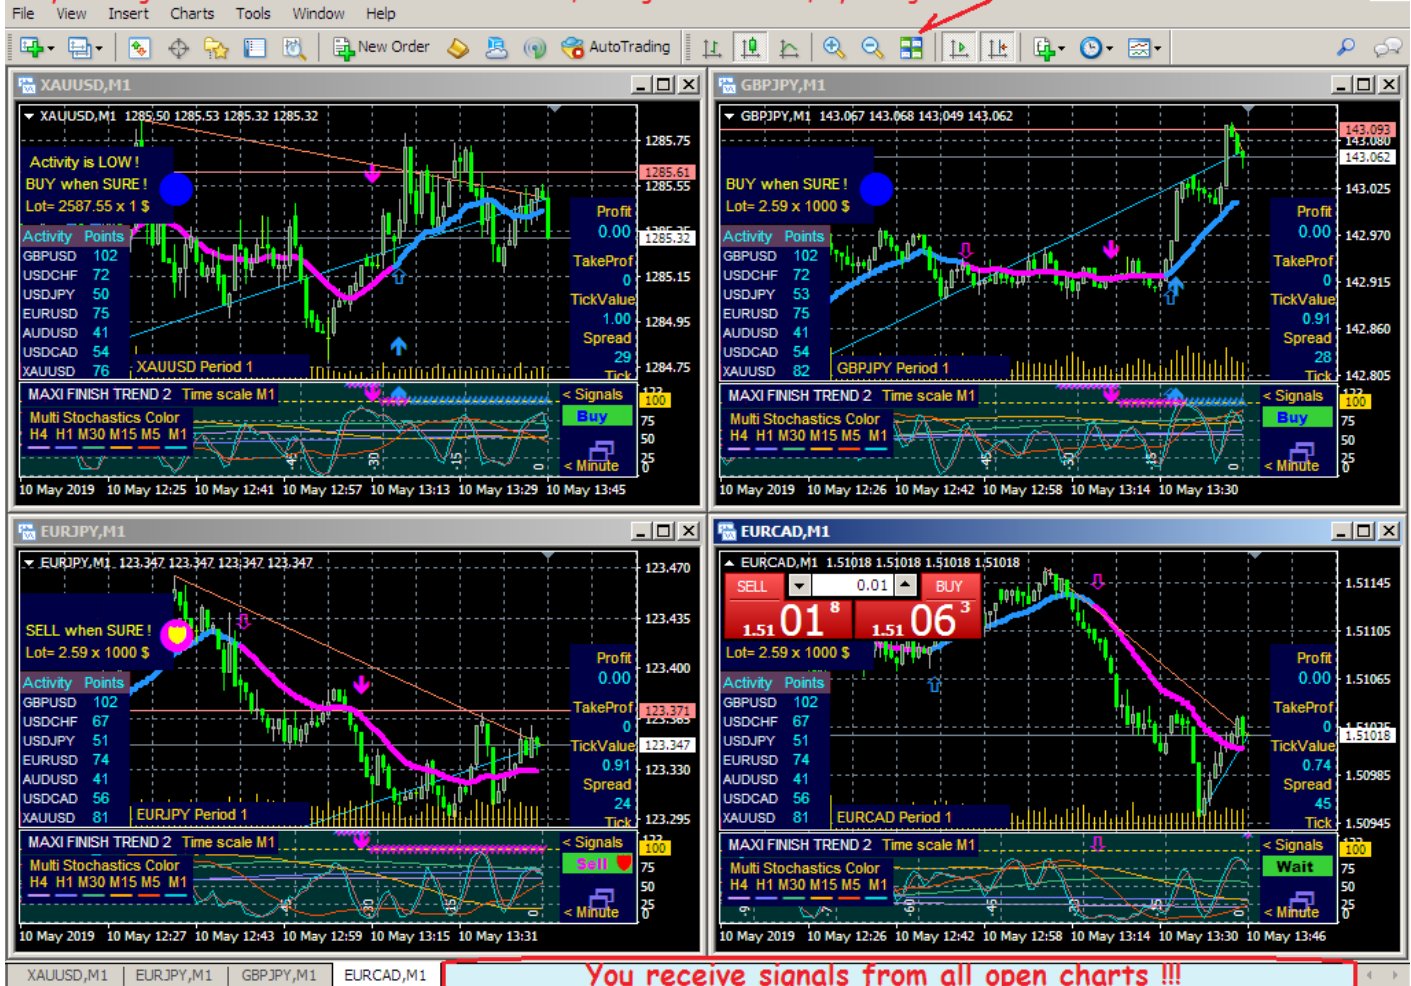 File View Insert Charts Tools Window Help
New Order AutoTrading
XAUUSD,M1
XAUUSD,M1 1285.50 1285.53 1285.32 1285.32
Activity is LOW !
BUY when SURE !
Lot= 2587.55 x 1 $
Activity Points
GBPUSD 102
USDCHF 72
USDJPY 50
EURUSD 75
AUDUSD 41
USDCAD 54
XAUUSD 76
XAUUSD Period 1
Profit
0.00
TakeProf
0
TickValue
1.00
Spread
29
Tick
1285.75
1285.61
1285.55
1285.32
1285.15
1284.95
1284.75
MAXI FINISH TREND 2 Time scale M1
Multi Stochastics Color
H4 H1 M30 M15 M5 M1
-45 -30 -15 0
< Signals
Buy
< Minute
100
75
50
25
0
10 May 2019 10 May 12:25 10 May 12:41 10 May 12:57 10 May 13:13 10 May 13:29 10 May 13:45
GBPJPY,M1
GBPJPY,M1 143.067 143.068 143.049 143.062
BUY when SURE !
Lot= 2.59 x 1000 $
Activity Points
GBPUSD 102
USDCHF 72
USDJPY 53
EURUSD 75
AUDUSD 41
USDCAD 54
XAUUSD 82
GBPJPY Period 1
Profit
0.00
TakeProf
0
TickValue
0.91
Spread
28
Tick
143.093
143.080
143.062
143.025
142.970
142.915
142.860
142.805
MAXI FINISH TREND 2 Time scale M1
Multi Stochastics Color
H4 H1 M30 M15 M5 M1
-45 -30 -15 0
< Signals
Buy
< Minute
100
75
50
25
0
10 May 2019 10 May 12:26 10 May 12:42 10 May 12:58 10 May 13:14 10 May 13:30
EURJPY,M1
EURJPY,M1 123.347 123.347 123.347 123.347
SELL when SURE !
Lot= 2.59 x 1000 $
Activity Points
GBPUSD 102
USDCHF 67
USDJPY 51
EURUSD 74
AUDUSD 41
USDCAD 56
XAUUSD 81
EURJPY Period 1
Profit
0.00
TakeProf
0
TickValue
0.91
Spread
24
Tick
123.470
123.435
123.400
123.371
123.347
123.330
123.295
MAXI FINISH TREND 2 Time scale M1
Multi Stochastics Color
H4 H1 M30 M15 M5 M1
-45 -30 -15 0
< Signals
Sell
< Minute
100
75
50
25
0
10 May 2019 10 May 12:27 10 May 12:43 10 May 12:59 10 May 13:15 10 May 13:31
EURCAD,M1
EURCAD,M1 1.51018 1.51018 1.51018 1.51018
SELL 0.01 BUY
1.51 01 8 1.51 06 3
Lot= 2.59 x 1000 $
Activity Points
GBPUSD 102
USDCHF 67
USDJPY 51
EURUSD 74
AUDUSD 41
USDCAD 56
XAUUSD 81
EURCAD Period 1
Profit
0.00
TakeProf
0
TickValue
0.74
Spread
45
Tick
1.51145
1.51105
1.51065
1.51018
1.50985
1.50945
MAXI FINISH TREND 2 Time scale M1
Multi Stochastics Color
H4 H1 M30 M15 M5 M1
-60 -45 -15 0
< Signals
Wait
< Minute
100
75
50
25
0
10 May 2019 10 May 12:26 10 May 12:42 10 May 12:58 10 May 13:14 10 May 13:30 10 May 13:46
XAUUSD,M1 EURJPY,M1 GBPJPY,M1 EURCAD,M1
You receive signals from all open charts !!!